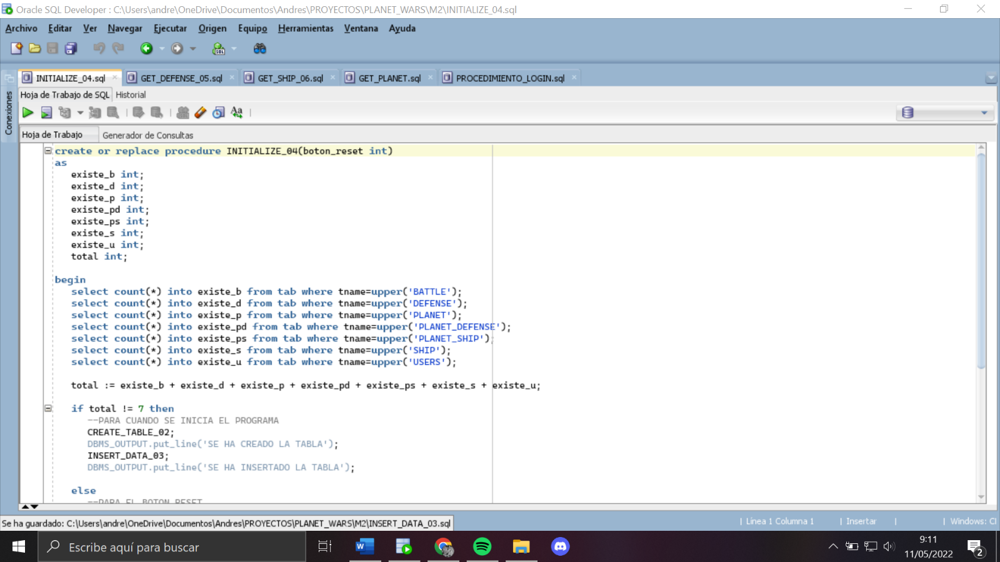 Oracle SQL Developer : C:\Users\andre\OneDrive\Documentos\Andres\PROYECTOS\PLANET_WARS\M2\INITIALIZE_04.sql
Archivo Editar Ver Navegar Ejecutar Origen Equipo Herramientas Ventana Ayuda
INITIALIZE_04.sql GET_DEFENSE_05.sql GET_SHIP_06.sql GET_PLANET.sql PROCEDIMIENTO_LOGIN.sql
Conexiones
Hoja de Trabajo de SQL Historial
Hoja de Trabajo Generador de Consultas
create or replace procedure INITIALIZE_04(boton_reset int)
as
existe_b int;
existe_d int;
existe_p int;
existe_pd int;
existe_ps int;
existe_s int;
existe_u int;
total int;
begin
select count(*) into existe_b from tab where tname=upper('BATTLE');
select count(*) into existe_d from tab where tname=upper('DEFENSE');
select count(*) into existe_p from tab where tname=upper('PLANET');
select count(*) into existe_pd from tab where tname=upper('PLANET_DEFENSE');
select count(*) into existe_ps from tab where tname=upper('PLANET_SHIP');
select count(*) into existe_s from tab where tname=upper('SHIP');
select count(*) into existe_u from tab where tname=upper('USERS');
total := existe_b + existe_d + existe_p + existe_pd + existe_ps + existe_s + existe_u;
if total != 7 then
--PARA CUANDO SE INICIA EL PROGRAMA
CREATE_TABLE_02;
DBMS_OUTPUT.put_line('SE HA CREADO LA TABLA');
INSERT_DATA_03;
DBMS_OUTPUT.put_line('SE HA INSERTADO LA TABLA');
else
--PARA EL BOTON RESET
Se ha guardado: C:\Users\andre\OneDrive\Documentos\Andres\PROYECTOS\PLANET_WARS\M2\INSERT_DATA_03.sql
Línea 1 Columna 1 Insertar Windows: Cl
Escribe aquí para buscar
9:11
11/05/2022
2